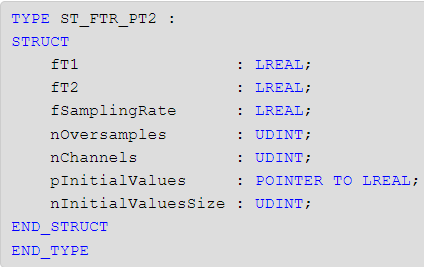 TYPE ST_FTR_PT2 :
STRUCT
    fT1               : LREAL;
    fT2               : LREAL;
    fSamplingRate     : LREAL;
    nOversamples      : UDINT;
    nChannels         : UDINT;
    pInitialValues    : POINTER TO LREAL;
    nInitialValuesSize : UDINT;
END_STRUCT
END_TYPE